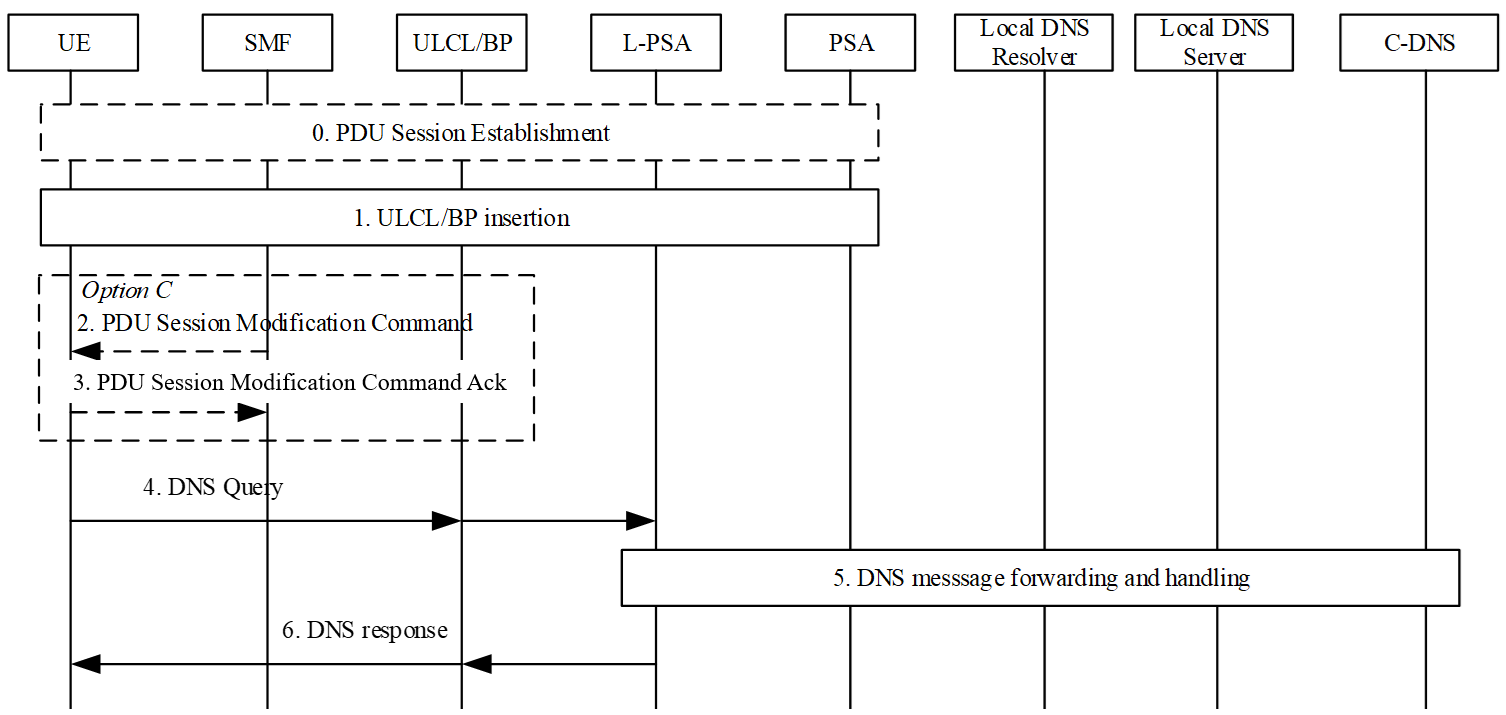 UE
SMF
ULCL/BP
L-PSA
PSA
Local DNS
Resolver
Local DNS
Server
C-DNS
0. PDU Session Establishment
1. ULCL/BP insertion
Option C
2. PDU Session Modification Command
3. PDU Session Modification Command Ack
4. DNS Query
5. DNS messsage forwarding and handling
6. DNS response